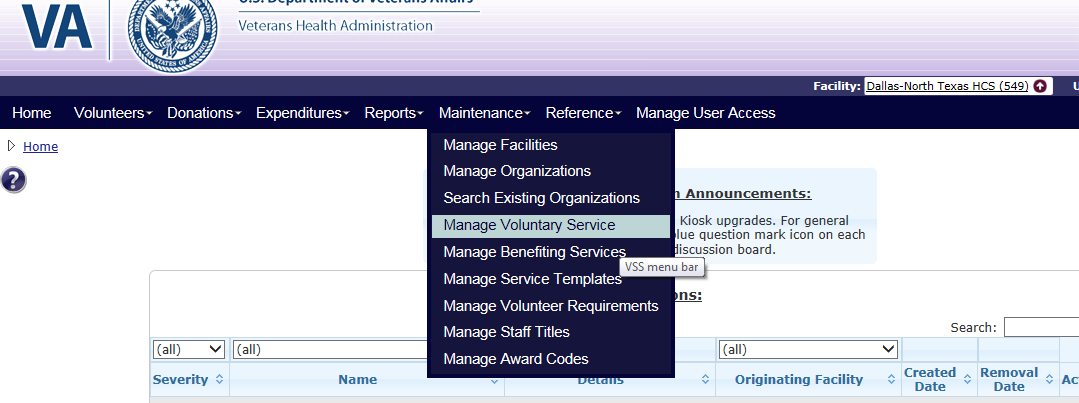 VA
U.S. Department of Veterans Affairs
Veterans Health Administration
Facility: Dallas-North Texas HCS (549)
Home Volunteers Donations Expenditures Reports Maintenance Reference Manage User Access
Home
?
Manage Facilities
Manage Organizations
Search Existing Organizations
Manage Voluntary Service
Manage Benefiting Services
Manage Service Templates
Manage Volunteer Requirements
Manage Staff Titles
Manage Award Codes
VSS menu bar
Announcements:
Kiosk upgrades. For general
question mark icon on each
discussion board.
Search:
(all) (all) (all)
Severity Name Details Originating Facility Created Date Removal Date